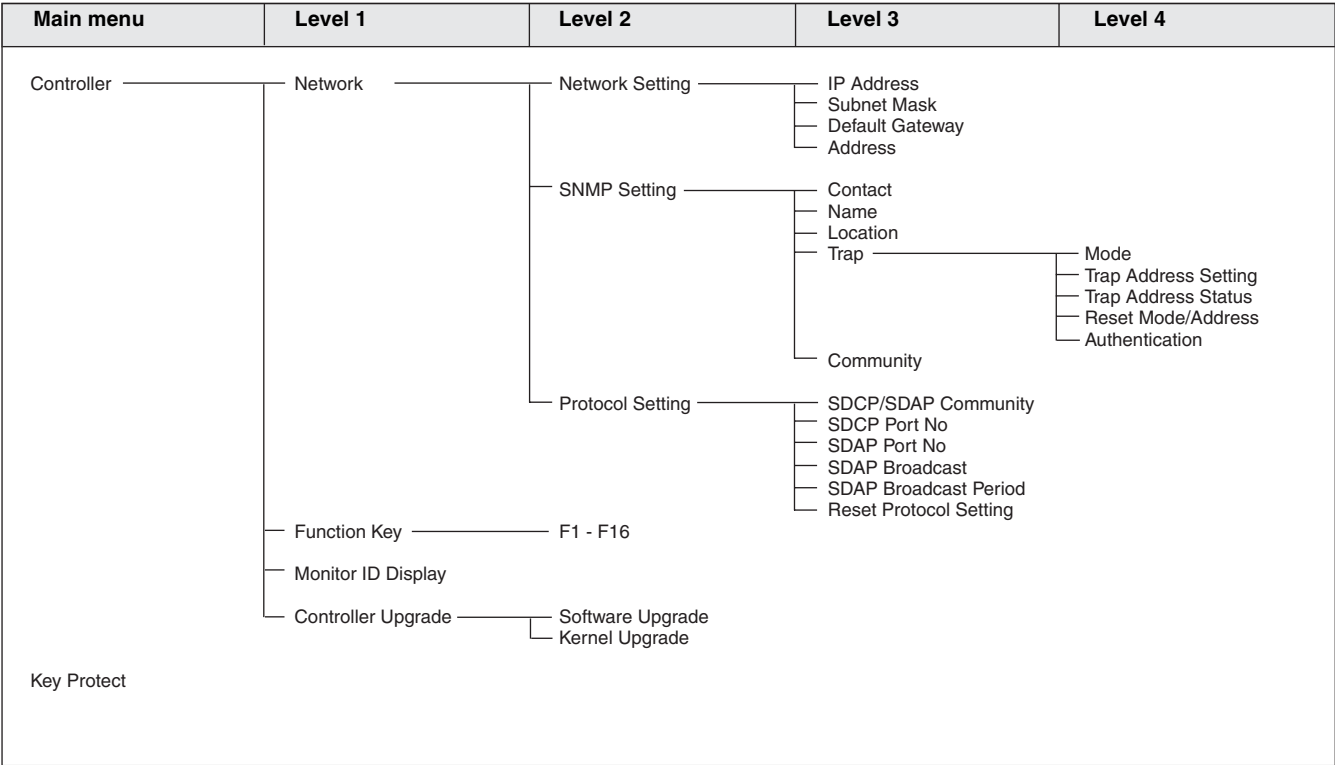 Main menu Level 1 Level 2 Level 3 Level 4
Controller Network Network Setting IP Address
Subnet Mask
Default Gateway
Address
SNMP Setting Contact
Name
Location
Trap Mode
Trap Address Setting
Trap Address Status
Reset Mode/Address
Authentication
Community
Protocol Setting SDCP/SDAP Community
SDCP Port No
SDAP Port No
SDAP Broadcast
SDAP Broadcast Period
Reset Protocol Setting
Function Key F1 - F16
Monitor ID Display
Controller Upgrade Software Upgrade
Kernel Upgrade
Key Protect